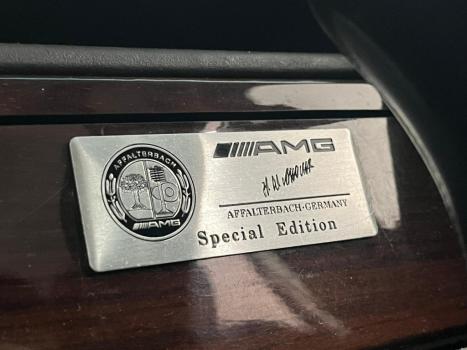 AFFALTERBACH
AMG
AMG
AFFALTERBACH-GERMANY
Special Edition